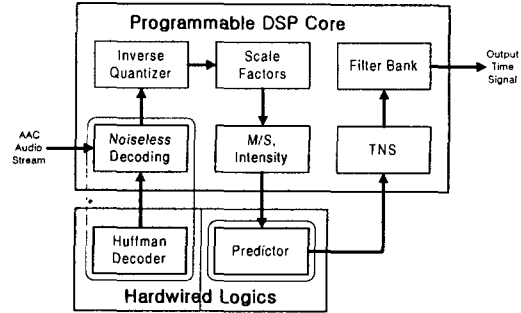 Programmable DSP Core
Inverse
Quantizer
Scale
Factors
Filter Bank
Output
Time
Signal
AAC
Audio
Stream
Noiseless
Decoding
M/S,
Intensity
TNS
Huffman
Decoder
Predictor
Hardwired Logics